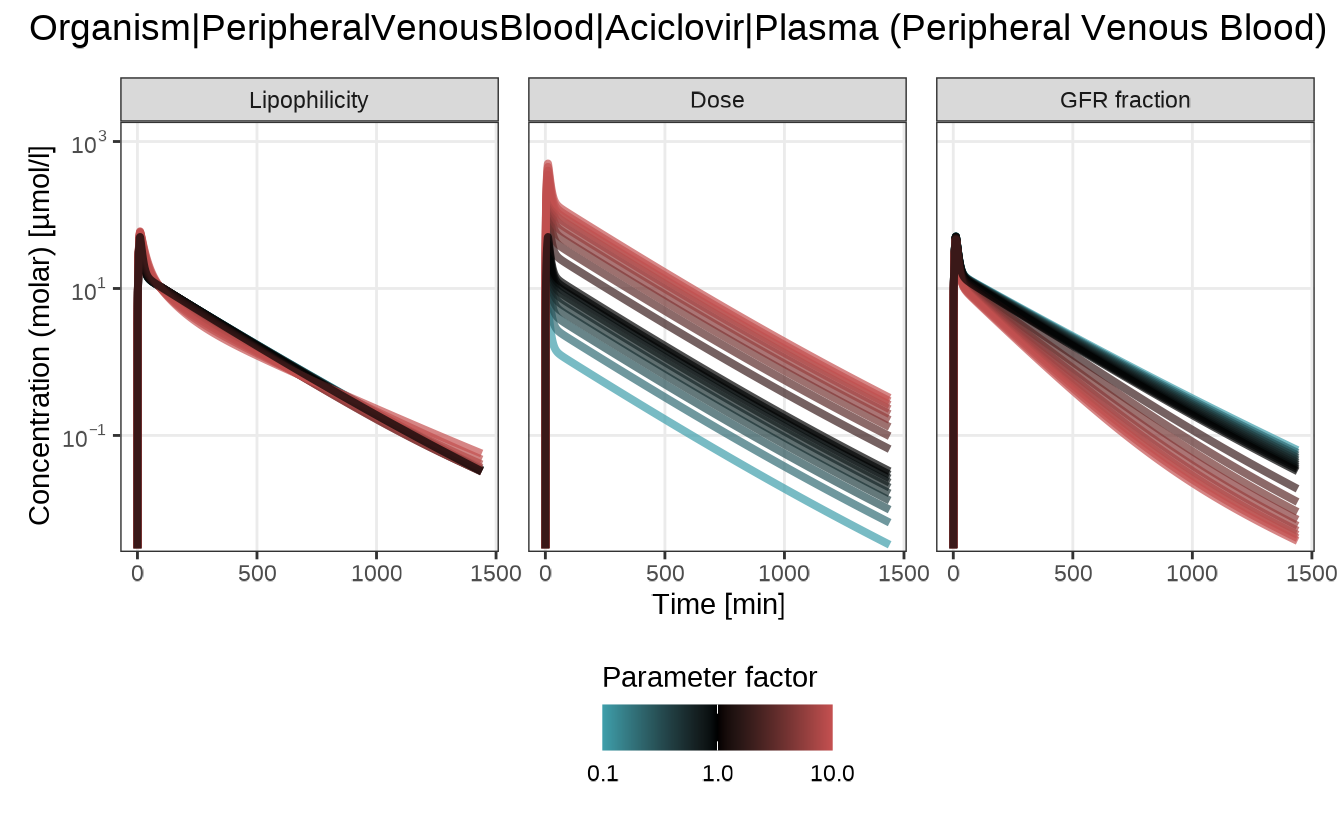 Organism|PeripheralVenousBlood|Aciclovir|Plasma (Peripheral Venous Blood)
Lipophilicity Dose GFR fraction
Concentration (molar) [µmol/l]
10³
10¹
10⁻¹
0 500 1000 1500 0 500 1000 1500 0 500 1000 1500
Time [min]
Parameter factor
0.1 1.0 10.0